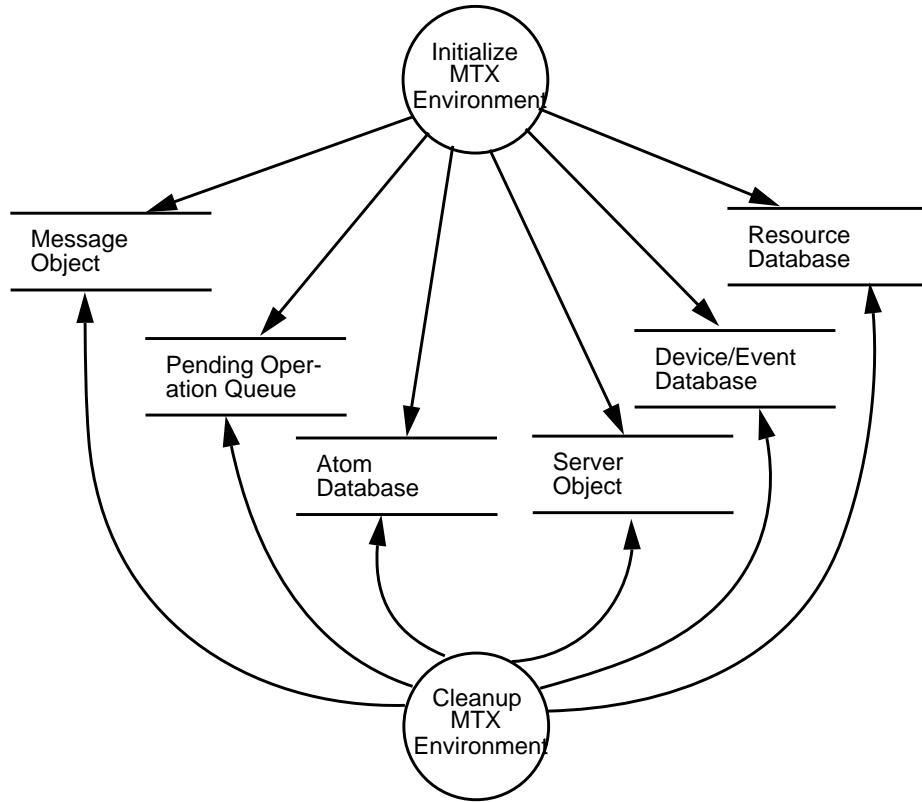 Initialize
MTX
Environment
Message
Object
Resource
Database
Pending Oper-
ation Queue
Device/Event
Database
Atom
Database
Server
Object
Cleanup
MTX
Environment